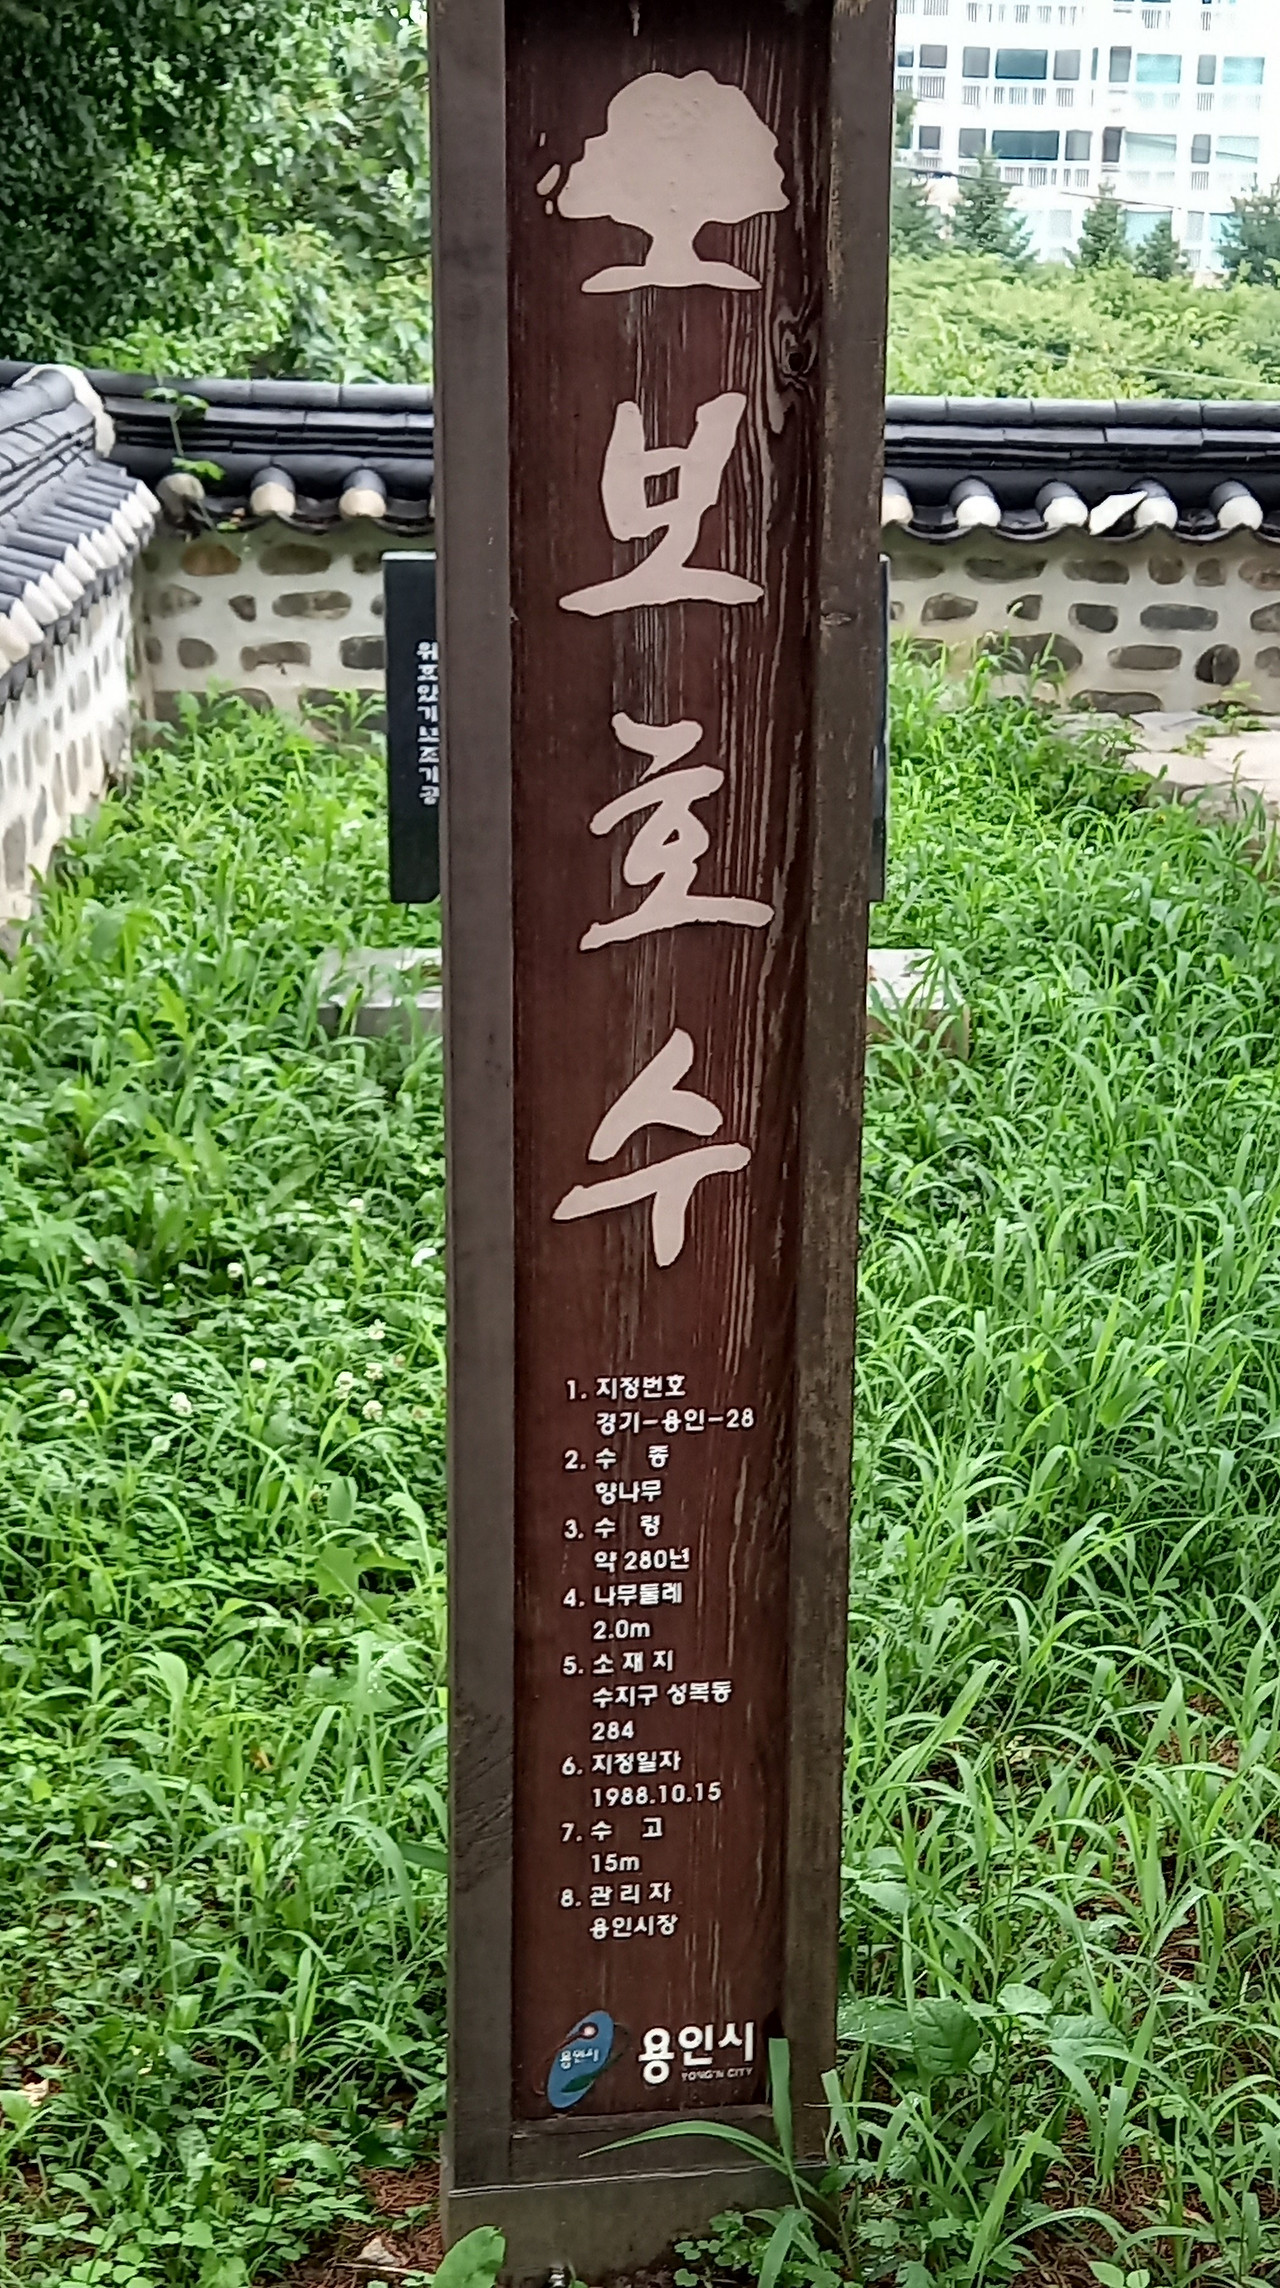 보호수
1. 지정번호
경기-용인-28
2. 수 종
향나무
3. 수 령
약 280년
4. 나무둘레
2.0m
5. 소 재 지
수지구 성복동
284
6. 지정일자
1988.10.15
7. 수 고
15m
8. 관 리 자
용인시장
용인시
용인시
YONG'IN CITY